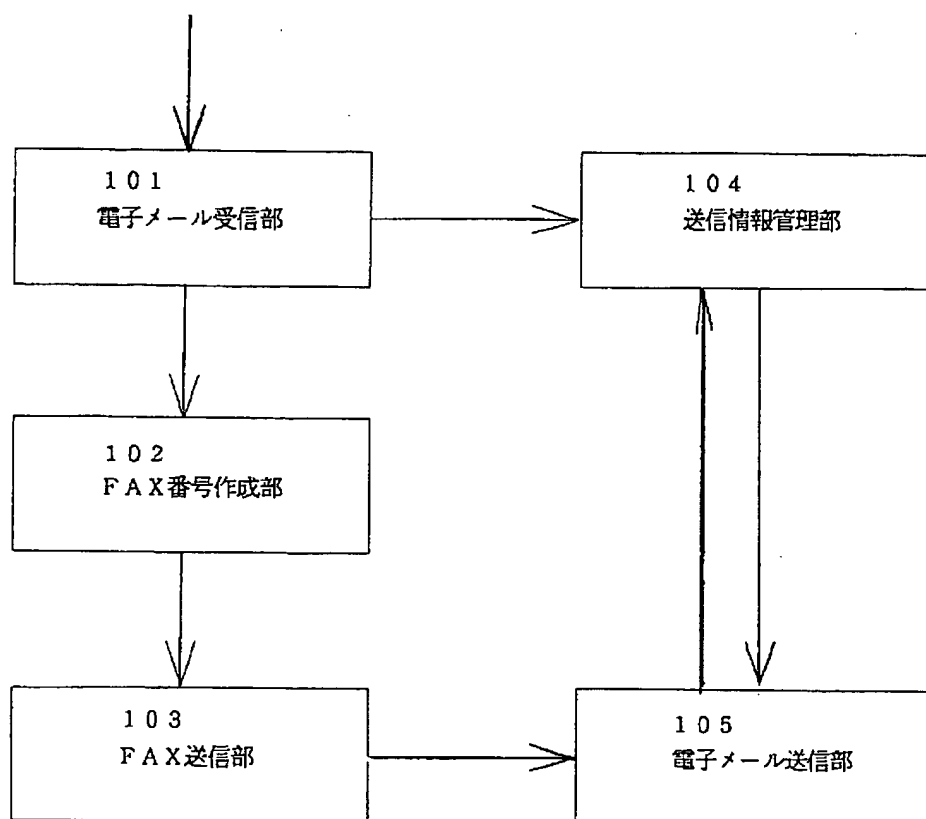 １０１
電子メール受信部
１０４
送信情報管理部
１０２
ＦＡＸ番号作成部
１０３
ＦＡＸ送信部
１０５
電子メール送信部